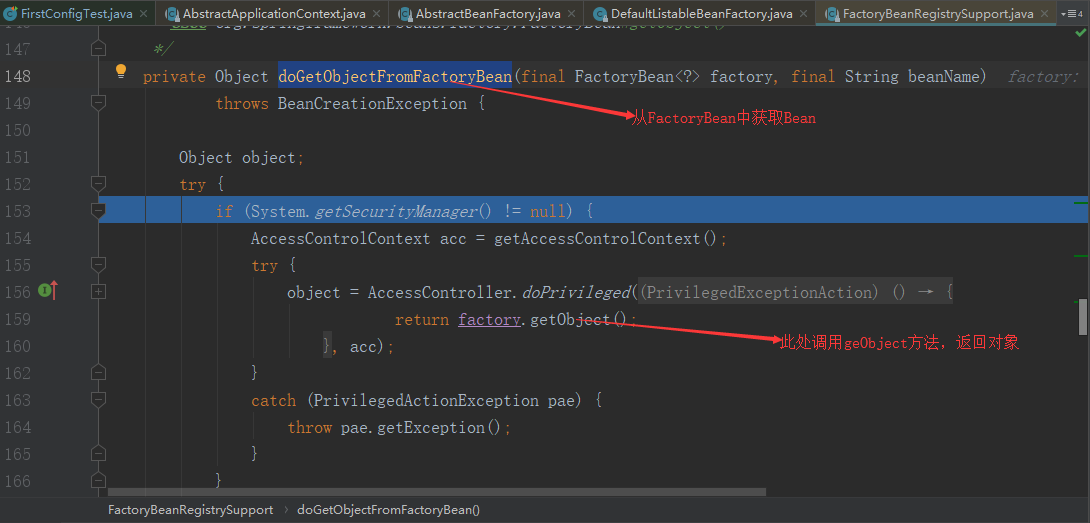 FirstConfigTest.java × AbstractApplicationContext.java × AbstractBeanFactory.java × DefaultListableBeanFactory.java × FactoryBeanRegistrySupport.java × 4
147 */
148 private Object doGetObjectFromFactoryBean(final FactoryBean<?> factory, final String beanName) factory:
149 throws BeanCreationException {
从FactoryBean中获取Bean
150
151 Object object;
152 try {
153 if (System.getSecurityManager() != null) {
154 AccessControlContext acc = getAccessControlContext();
155 try {
156 object = AccessController.doPrivileged((PrivilegedExceptionAction) () → {
159 return factory.getObject();
此处调用geObject方法，返回对象
160 }, acc);
162 }
163 catch (PrivilegedActionException pae) {
164 throw pae.getException();
165 }
166 }
FactoryBeanRegistrySupport › doGetObjectFromFactoryBean()